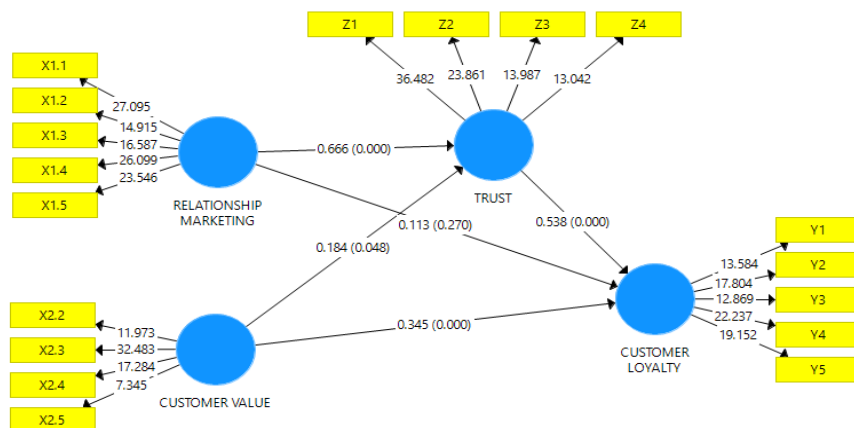 Z1
Z2
Z3
Z4
36.482
23.861
13.987
13.042
X1.1
X1.2
X1.3
X1.4
X1.5
27.095
14.915
16.587
26.099
23.546
RELATIONSHIP
MARKETING
0.666 (0.000)
TRUST
0.113 (0.270)
0.538 (0.000)
0.184 (0.048)
0.345 (0.000)
X2.2
X2.3
X2.4
X2.5
11.973
32.483
17.284
7.345
CUSTOMER VALUE
CUSTOMER
LOYALTY
13.584
17.804
12.869
22.237
19.152
Y1
Y2
Y3
Y4
Y5